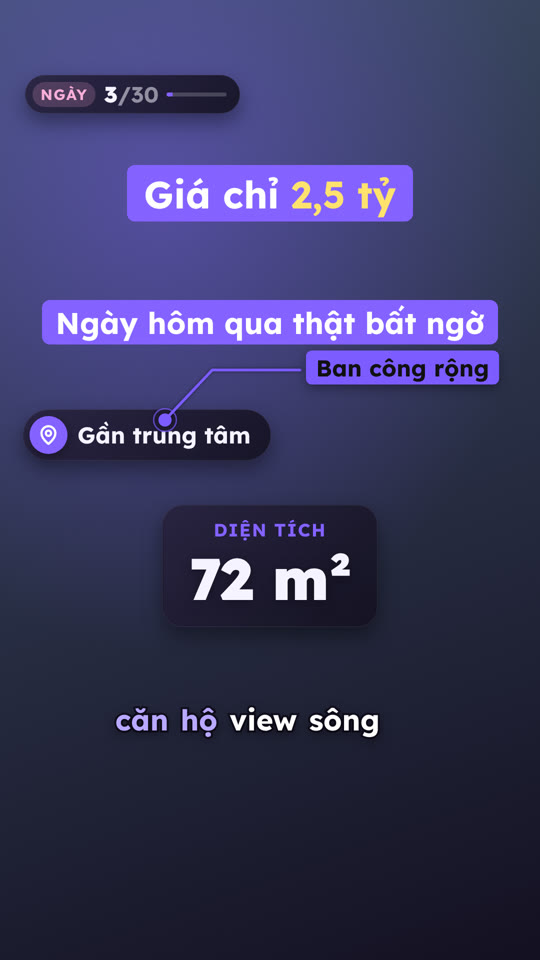 NGÀY 3/30
Giá chỉ 2,5 tỷ
Ngày hôm qua thật bất ngờ
Ban công rộng
Gần trung tâm
DIỆN TÍCH
72 m²
căn hộ view sông